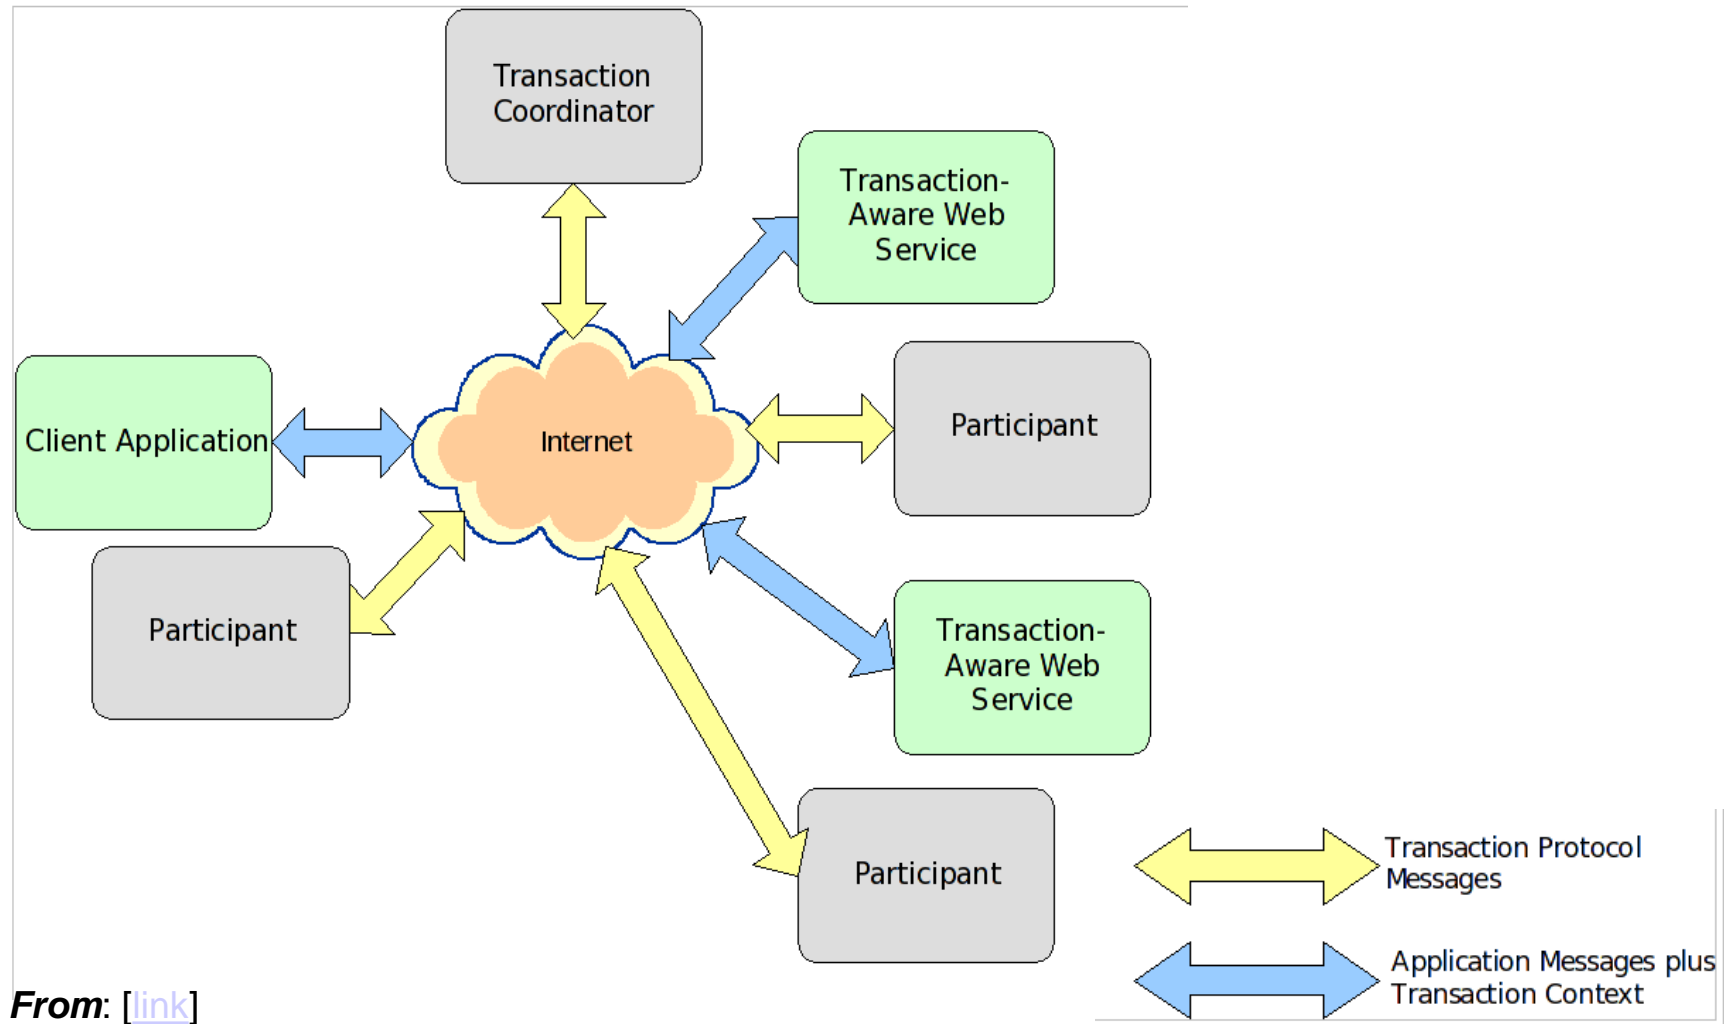 Transaction
Coordinator
Transaction-
Aware Web
Service
Client Application
Internet
Participant
Participant
Transaction-
Aware Web
Service
Participant
Transaction Protocol
Messages
Application Messages plus
Transaction Context
From: [link]